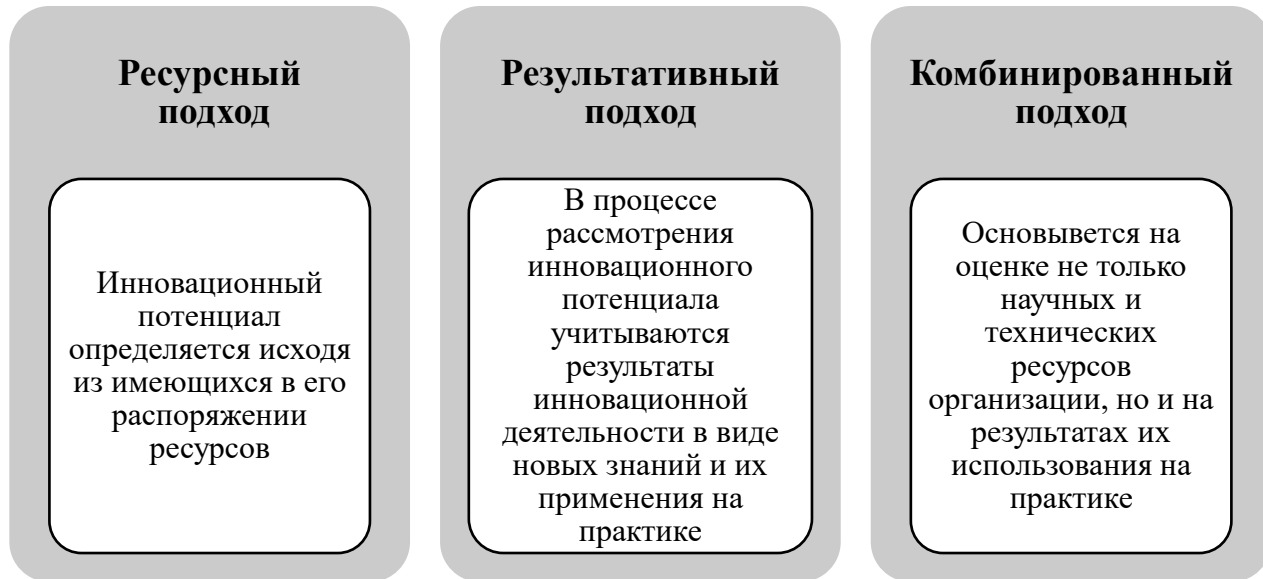 Ресурсный
подход
Инновационный
потенциал
определяется исходя
из имеющихся в его
распоряжении
ресурсов
Результативный
подход
В процессе
рассмотрения
инновационного
потенциала
учитываются
результаты
инновационной
деятельности в виде
новых знаний и их
применения на
практике
Комбинированный
подход
Основывется на
оценке не только
научных и
технических
ресурсов
организации, но и на
результатах их
использования на
практике